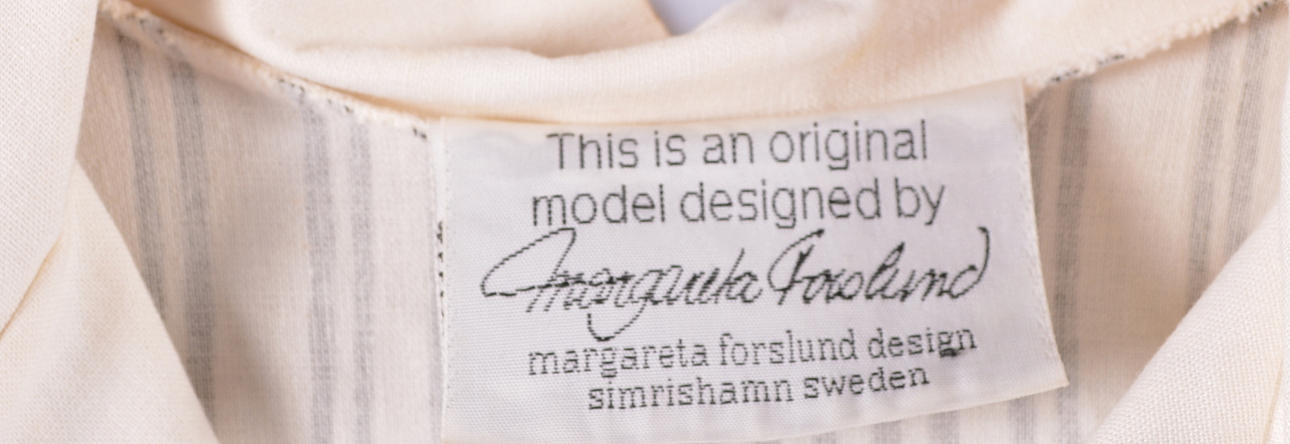 This is an original
model designed by
Margareta Forslund
margareta forslund design
simrishamn sweden